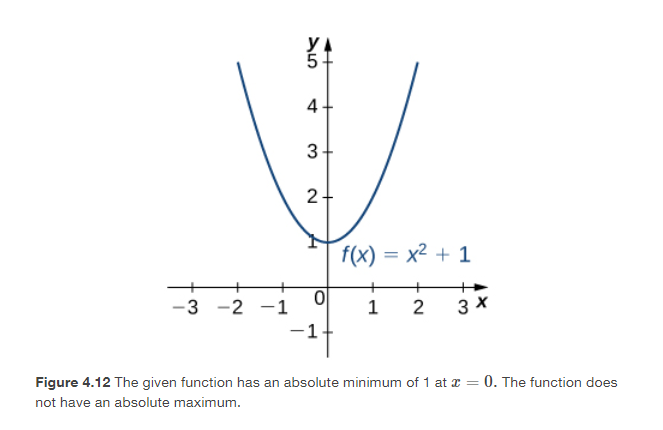 y
5
4
3
2
1
f(x) = x² + 1
−3 −2 −1 0 1 2 3 x
−1
Figure 4.12 The given function has an absolute minimum of 1 at x = 0. The function does
not have an absolute maximum.